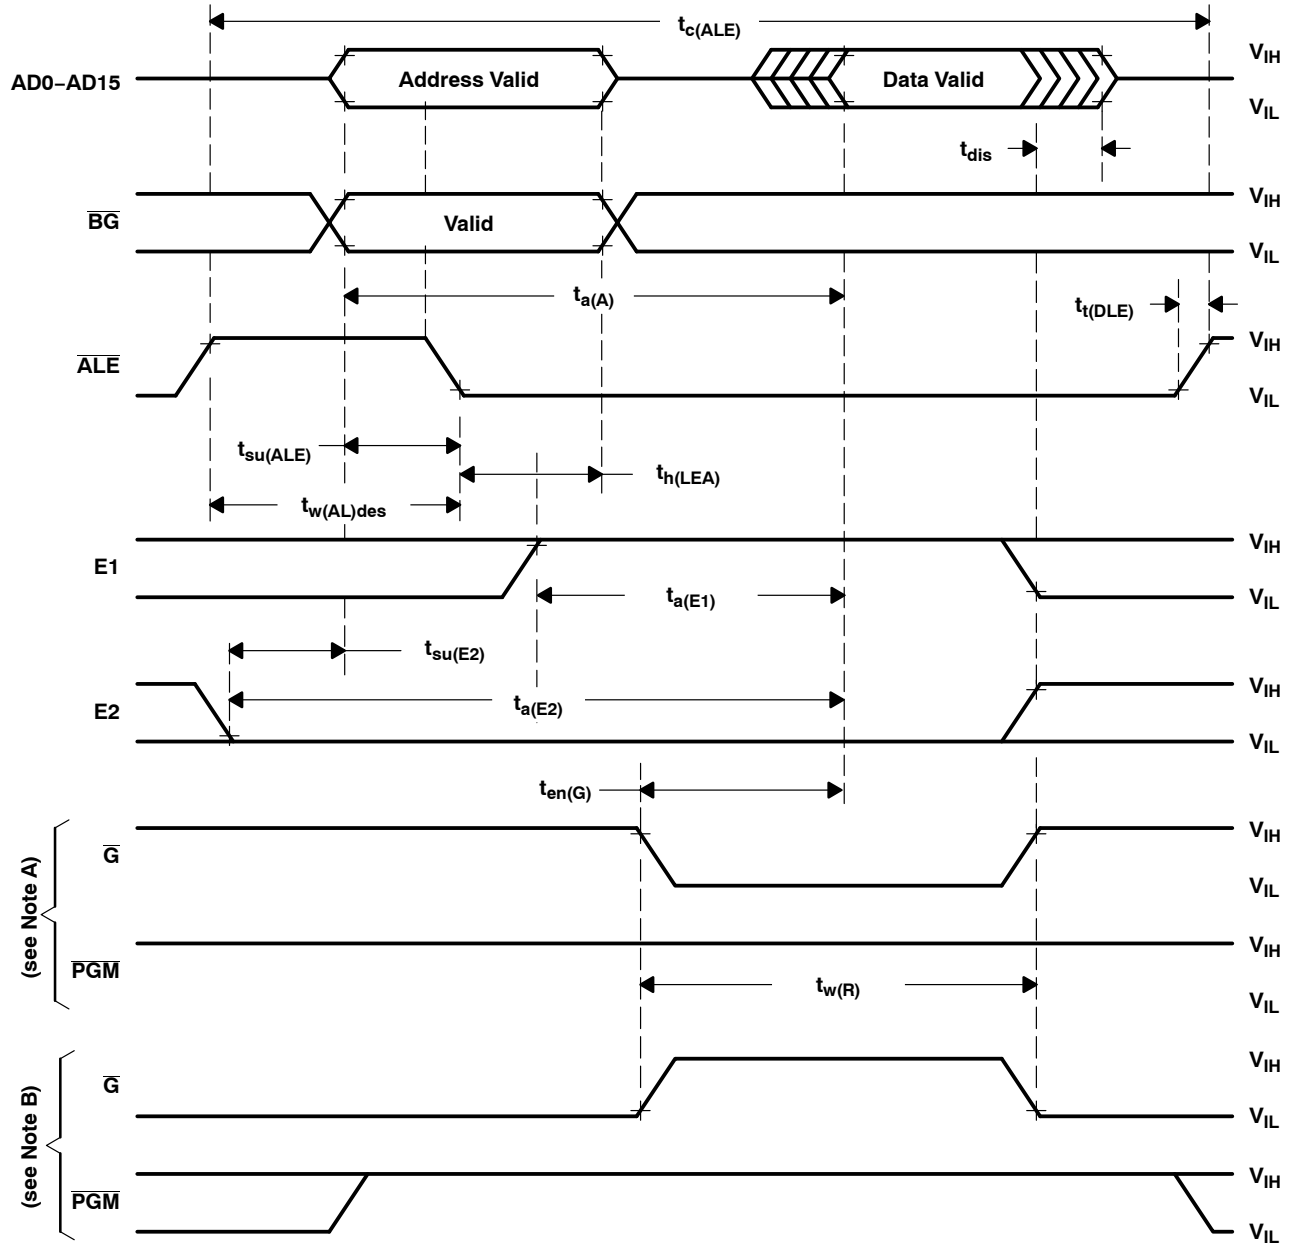 tc(ALE)
AD0–AD15 Address Valid Data Valid VIH
VIL
tdis
BG Valid VIH
VIL
ta(A)
tt(DLE)
ALE VIH
VIL
tsu(ALE)
th(LEA)
tw(AL)des
E1 VIH
VIL
ta(E1)
tsu(E2)
E2 VIH
VIL
ta(E2)
ten(G)
(see Note A)
G VIH
VIL
PGM VIH
VIL
tw(R)
(see Note B)
G VIH
VIL
PGM VIH
VIL